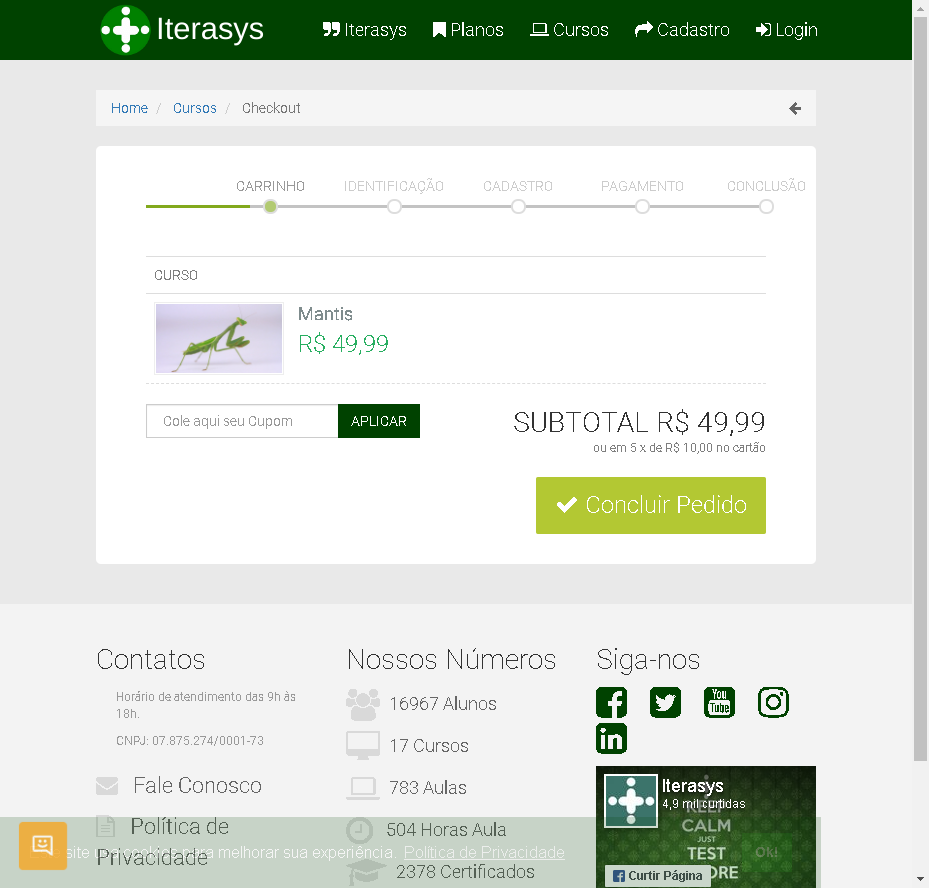 Iterasys
Iterasys Planos Cursos Cadastro Login
Home / Cursos / Checkout
CARRINHO IDENTIFICAÇÃO CADASTRO PAGAMENTO CONCLUSÃO
CURSO
Mantis
R$ 49,99
Cole aqui seu Cupom APLICAR
SUBTOTAL R$ 49,99
ou em 5 x de R$ 10,00 no cartão
Concluir Pedido
Contatos
Horário de atendimento das 9h às
18h.
CNPJ: 07.875.274/0001-73
Fale Conosco
Política de
Privacidade
Nossos Números
16967 Alunos
17 Cursos
783 Aulas
504 Horas Aula
2378 Certificados
Siga-nos
You
Tube
Iterasys
4,9 mil curtidas
KEEP
CALM
JUST
TEST
Curtir Página
site usa cookies para melhorar sua experiência. Política de Privacidade
Ok!